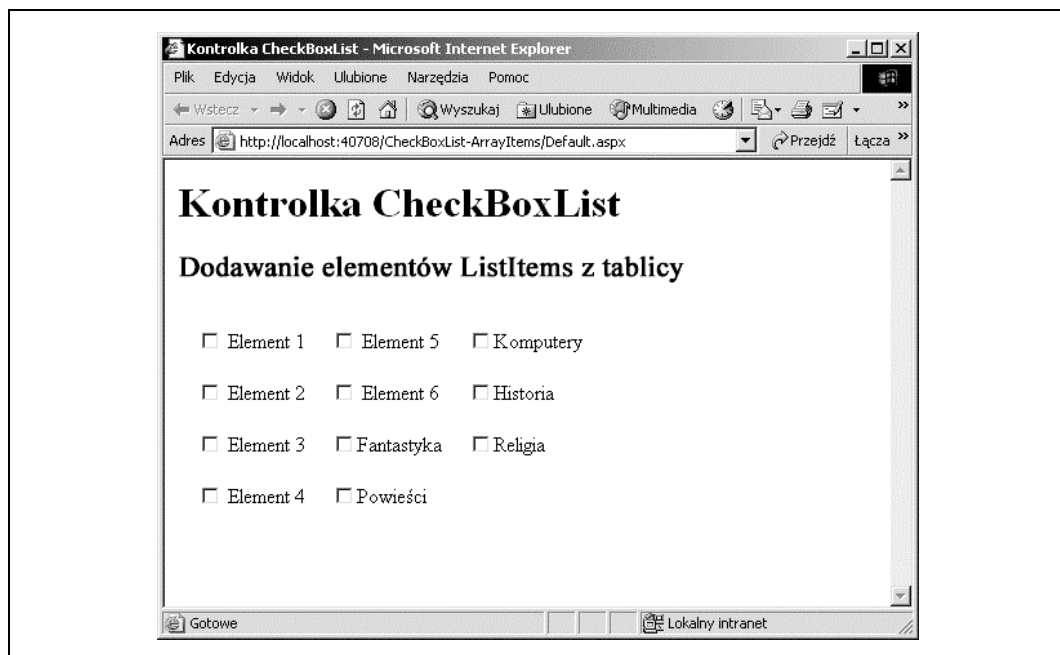 Kontrolka CheckBoxList - Microsoft Internet Explorer
Plik Edycja Widok Ulubione Narzędzia Pomoc
Wstecz Wyszukaj Ulubione Multimedia »
Adres http://localhost:40708/CheckBoxList-ArrayItems/Default.aspx Przejdź Łącza »
Kontrolka CheckBoxList
Dodawanie elementów ListItems z tablicy
Element 1 Element 5 Komputery
Element 2 Element 6 Historia
Element 3 Fantastyka Religia
Element 4 Powieści
Gotowe Lokalny intranet